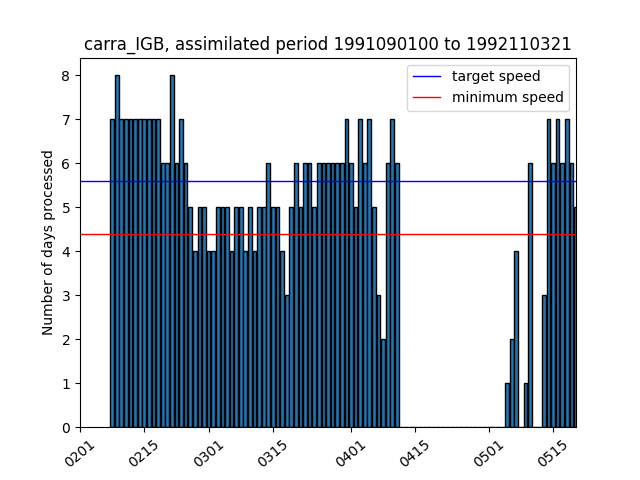 carra_IGB, assimilated period 1991090100 to 1992110321
target speed
minimum speed
Number of days processed
8
7
6
5
4
3
2
1
0
0201 0215 0301 0315 0401 0415 0501 0515